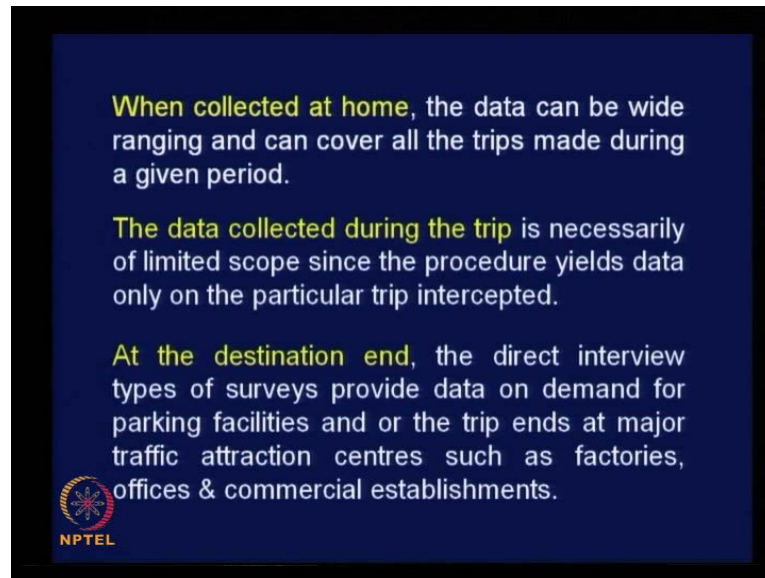 When collected at home, the data can be wide
ranging and can cover all the trips made during
a given period.
The data collected during the trip is necessarily
of limited scope since the procedure yields data
only on the particular trip intercepted.
At the destination end, the direct interview
types of surveys provide data on demand for
parking facilities and or the trip ends at major
traffic attraction centres such as factories,
offices & commercial establishments.
NPTEL